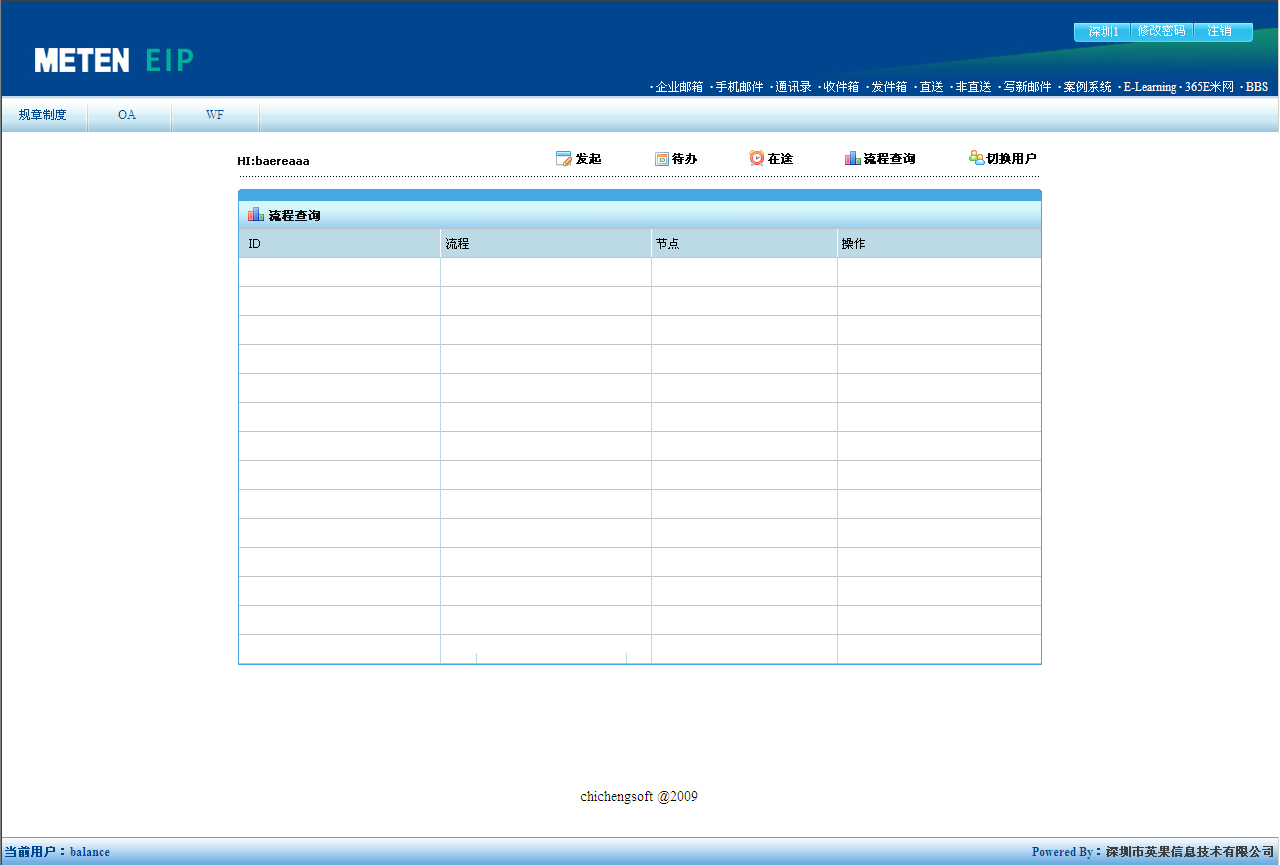 深圳1 修改密码 注销
METEN EIP
·企业邮箱 ·手机邮件 ·通讯录 ·收件箱 ·发件箱 ·直送 ·非直送 ·写新邮件 ·案例系统 ·E-Learning ·365E米网 ·BBS
规章制度 OA WF
HI:baereaaa 发起 待办 在途 流程查询 切换用户
流程查询
ID 流程 节点 操作
chichengsoft @2009
当前用户：balance Powered By：深圳市英果信息技术有限公司